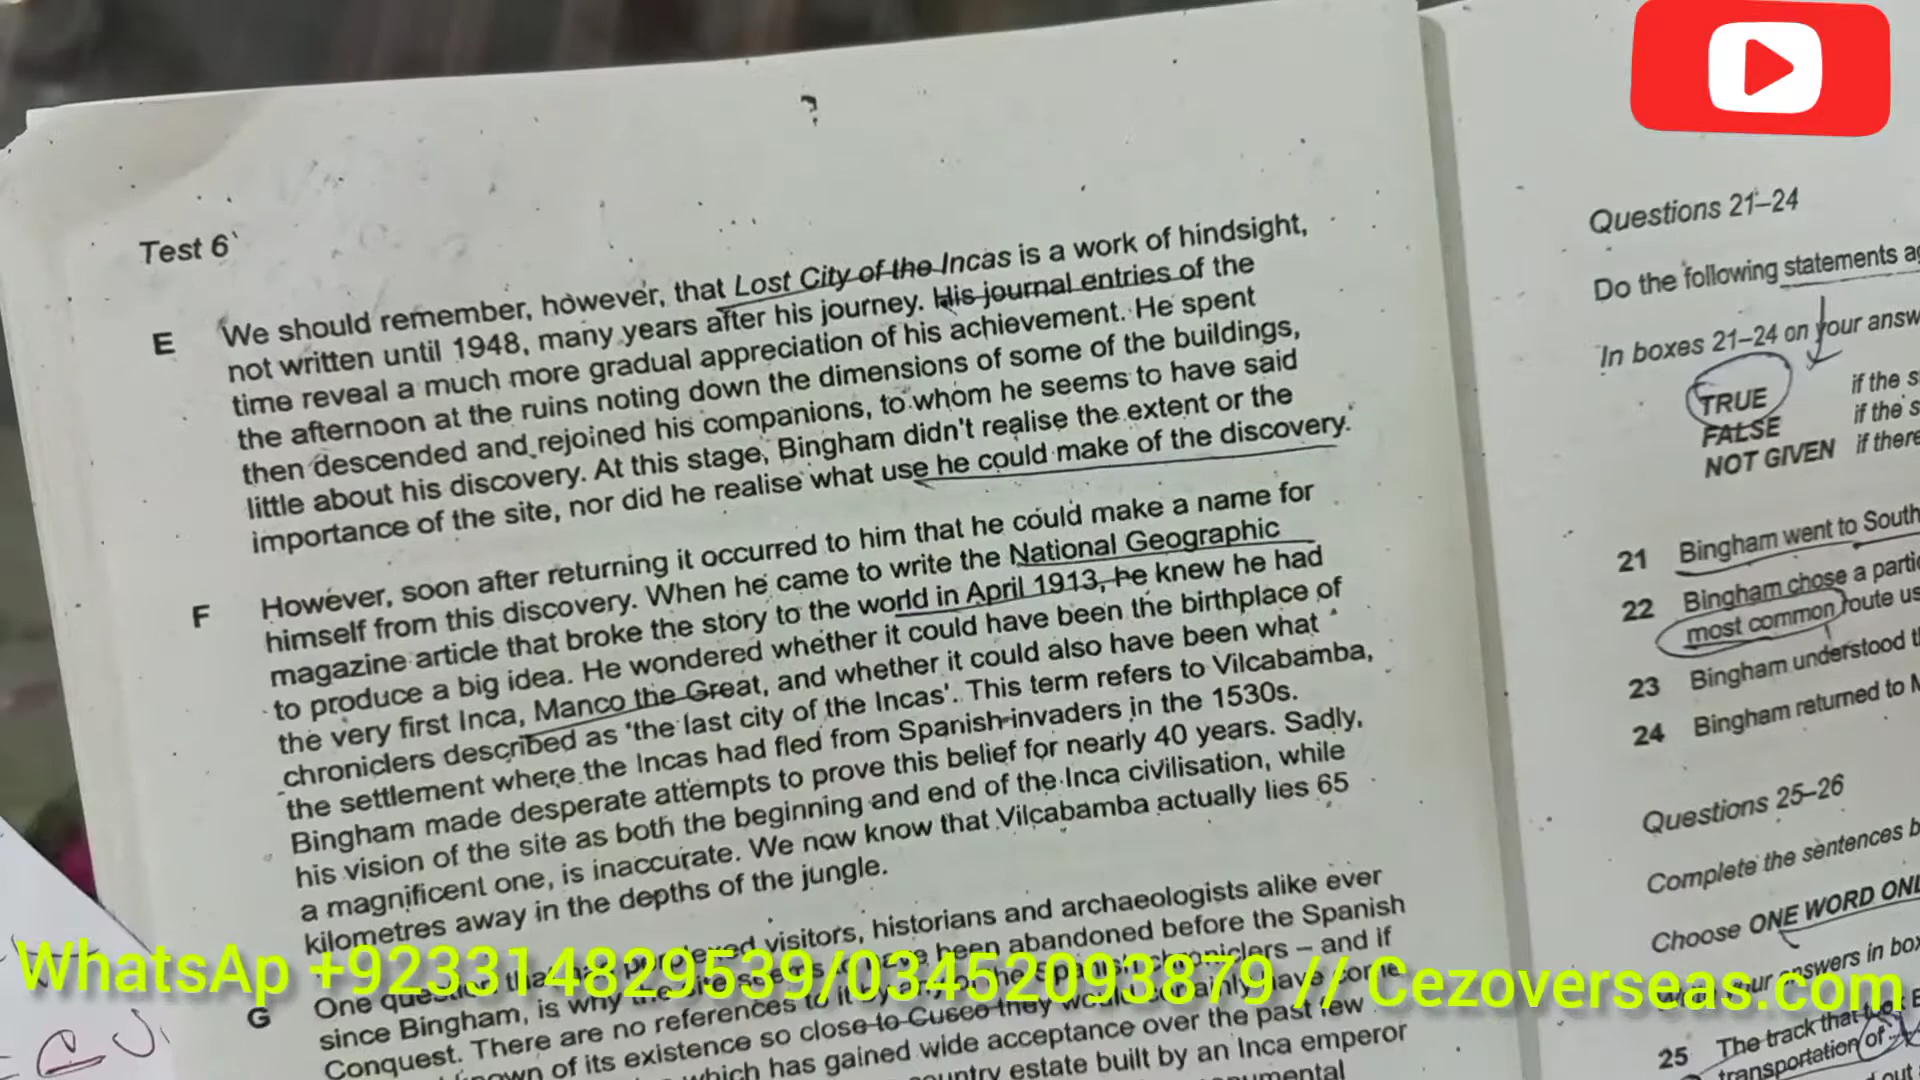 Test 6
E We should remember, however, that Lost City of the Incas is a work of hindsight,
not written until 1948, many years after his journey. His journal entries of the
time reveal a much more gradual appreciation of his achievement. He spent
the afternoon at the ruins noting down the dimensions of some of the buildings,
then descended and rejoined his companions, to whom he seems to have said
little about his discovery. At this stage, Bingham didn't realise the extent or the
importance of the site, nor did he realise what use he could make of the discovery.
F However, soon after returning it occurred to him that he could make a name for
himself from this discovery. When he came to write the National Geographic
magazine article that broke the story to the world in April 1913, he knew he had
to produce a big idea. He wondered whether it could have been the birthplace of
the very first Inca, Manco the Great, and whether it could also have been what
chroniclers described as 'the last city of the Incas'. This term refers to Vilcabamba,
the settlement where the Incas had fled from Spanish invaders in the 1530s.
Bingham made desperate attempts to prove this belief for nearly 40 years. Sadly,
his vision of the site as both the beginning and end of the Inca civilisation, while
a magnificent one, is inaccurate. We now know that Vilcabamba actually lies 65
kilometres away in the depths of the jungle.
G One question that has perplexed visitors, historians and archaeologists alike ever
since Bingham, is why the site seems to have been abandoned before the Spanish
Conquest. There are no references to it by any of the Spanish chroniclers – and if
of its existence so close to Cusco they would certainly have come
which has gained wide acceptance over the past few
country estate built by an Inca emperor
Questions 21–24
Do the following statements
In boxes 21–24 on your
TRUE if the
FALSE if the
NOT GIVEN if there
21 Bingham went to South
22 Bingham chose a
most common route
23 Bingham understood
24 Bingham returned to
Questions 25–26
Complete the sentences
Choose ONE WORD
your answers in
25 The track that took
transportation of
WhatsAp +923314829539/03452093879 // Cezoverseas.com